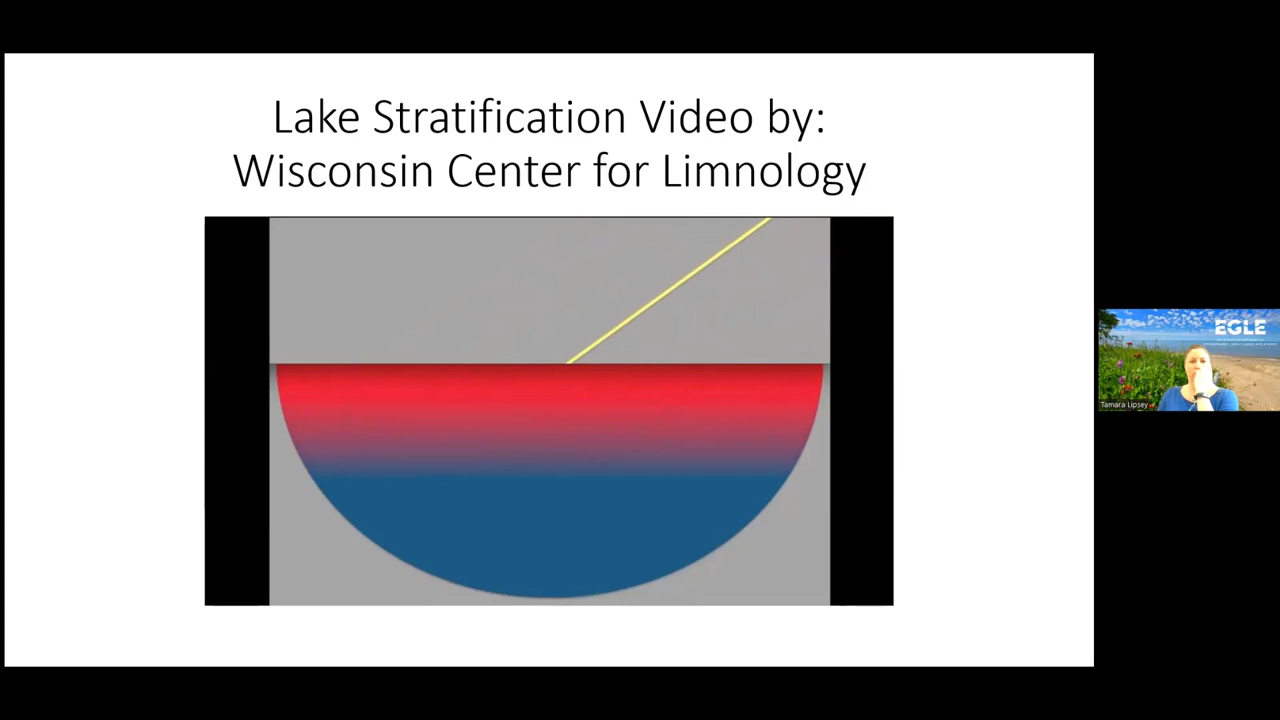 Lake Stratification Video by:
Wisconsin Center for Limnology
EGLE
Tamara Lipsey